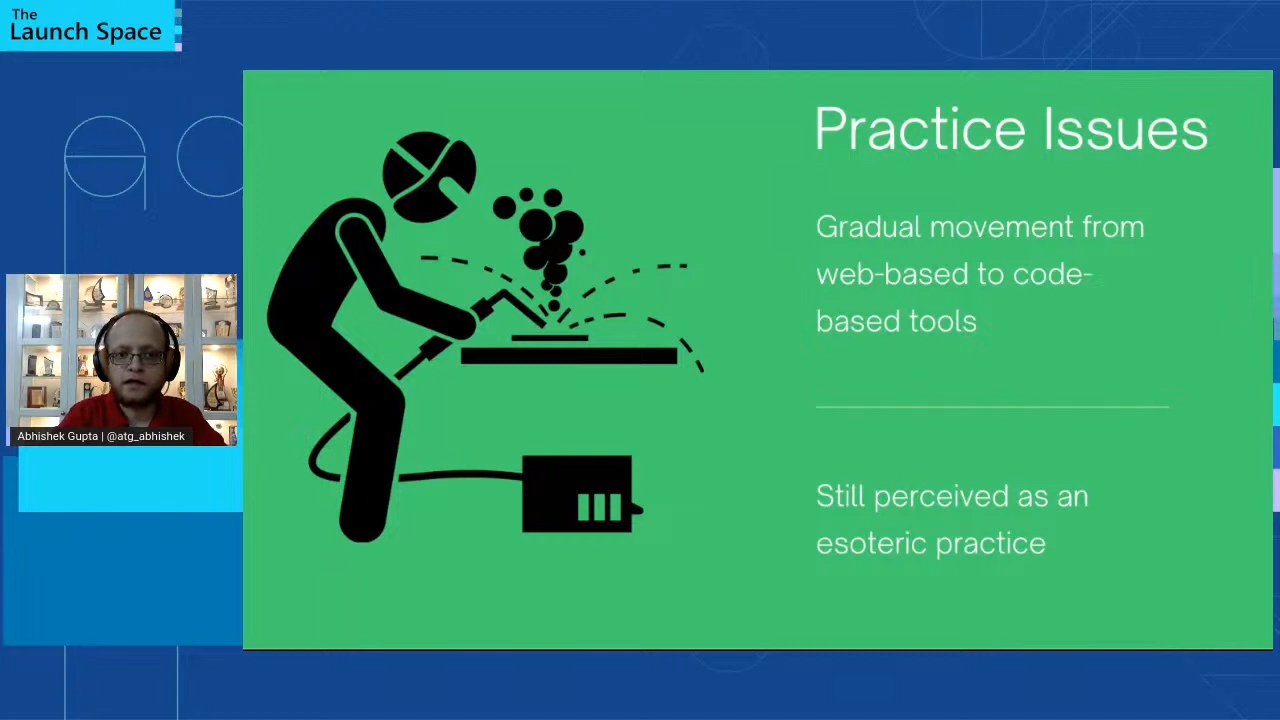 The
Launch Space
Practice Issues
Gradual movement from
web-based to code-
based tools
Still perceived as an
esoteric practice
Abhishek Gupta | @atg_abhishek